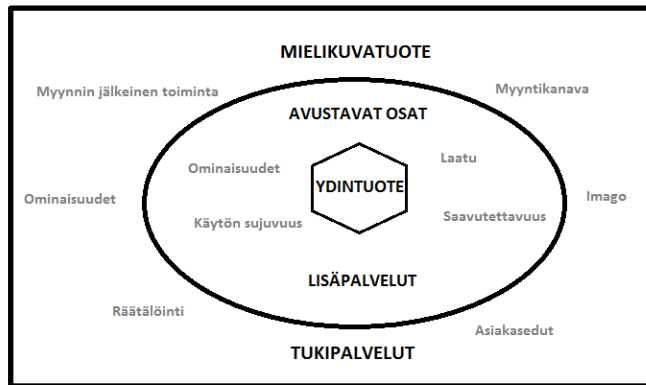 MIELIKUVATUOTE
Myynnin jälkeinen toiminta
Myyntikanava
AVUSTAVAT OSAT
Ominaisuudet
Laatu
YDINTUOTE
Ominaisuudet
Imago
Käytön sujuvuus
Saavutettavuus
LISÄPALVELUT
Räätälöinti
Asiakasedut
TUKIPALVELUT